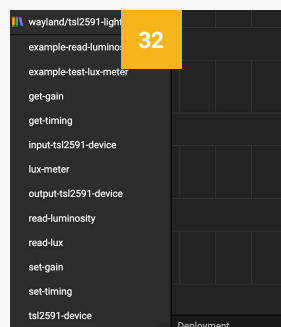 wayland/tsl2591-light
32
example-read-lumino
example-test-lux-meter
get-gain
get-timing
input-tsl2591-device
lux-meter
output-tsl2591-device
read-luminosity
read-lux
set-gain
set-timing
tsl2591-device
Deployment